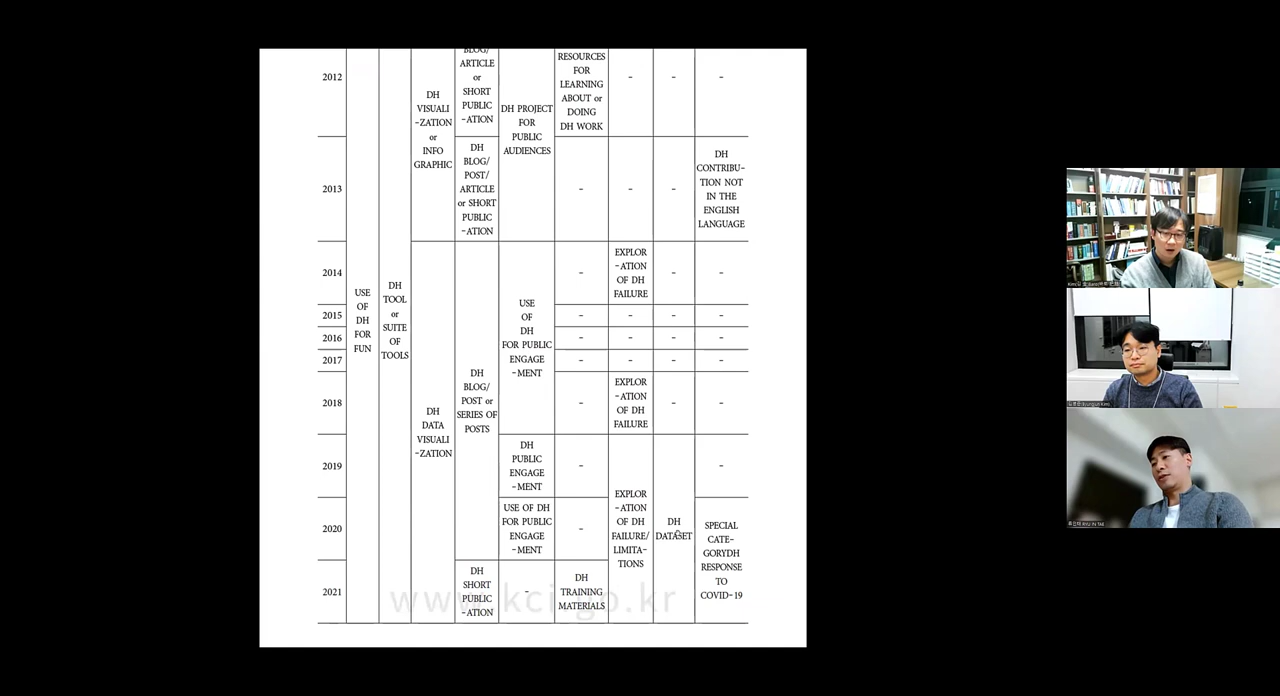 BLOG/
ARTICLE
or
SHORT
PUBLIC
-ATION
RESOURCES
FOR
LEARNING
ABOUT or
DOING
DH WORK
2012
-
-
-
DH
VISUALI
-ZATION
or
INFO
GRAPHIC
DH PROJECT
FOR
PUBLIC
AUDIENCES
2013
DH
BLOG/
POST/
ARTICLE
or SHORT
PUBLIC
-ATION
-
-
-
DH
CONTRIBU-
TION NOT
IN THE
ENGLISH
LANGUAGE
2014
-
EXPLOR
-ATION
OF DH
FAILURE
-
-
USE
OF
DH
FOR
FUN
DH
TOOL
or
SUITE
OF
TOOLS
USE
OF
DH
FOR PUBLIC
ENGAGE
-MENT
2015
-
-
-
-
2016
-
-
-
-
2017
-
-
-
-
DH
DATA
VISUALI
-ZATION
DH
BLOG/
POST or
SERIES OF
POSTS
2018
-
EXPLOR
-ATION
OF DH
FAILURE
-
-
2019
DH
PUBLIC
ENGAGE
-MENT
-
-
2020
USE OF DH
FOR PUBLIC
ENGAGE
-MENT
-
EXPLOR
-ATION
OF DH
FAILURE/
LIMITA-
TIONS
DH
DATASET
SPECIAL
CATE-
GORYDH
RESPONSE
TO
COVID-19
2021
DH
SHORT
PUBLIC
-ATION
-
DH
TRAINING
MATERIALS
www.kci.go.kr